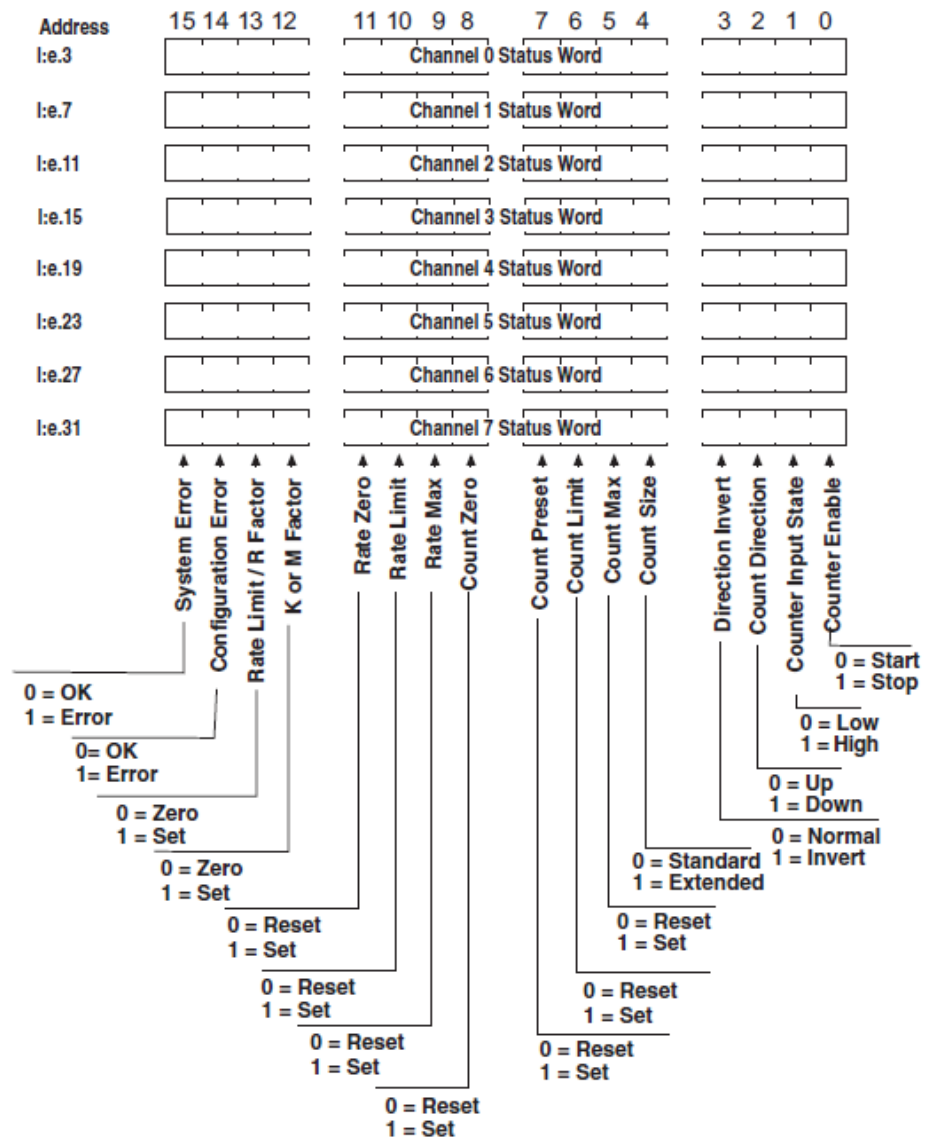 Address 15 14 13 12 11 10 9 8 7 6 5 4 3 2 1 0
I:e.3 Channel 0 Status Word
I:e.7 Channel 1 Status Word
I:e.11 Channel 2 Status Word
I:e.15 Channel 3 Status Word
I:e.19 Channel 4 Status Word
I:e.23 Channel 5 Status Word
I:e.27 Channel 6 Status Word
I:e.31 Channel 7 Status Word
System Error
Configuration Error
Rate Limit / R Factor
K or M Factor
Rate Zero
Rate Limit
Rate Max
Count Zero
Count Preset
Count Limit
Count Max
Count Size
Direction Invert
Count Direction
Counter Input State
Counter Enable
0 = OK
1 = Error
0= OK
1= Error
0 = Zero
1 = Set
0 = Zero
1 = Set
0 = Reset
1 = Set
0 = Reset
1 = Set
0 = Reset
1 = Set
0 = Reset
1 = Set
0 = Reset
1 = Set
0 = Reset
1 = Set
0 = Reset
1 = Set
0 = Standard
1 = Extended
0 = Normal
1 = Invert
0 = Up
1 = Down
0 = Low
1 = High
0 = Start
1 = Stop